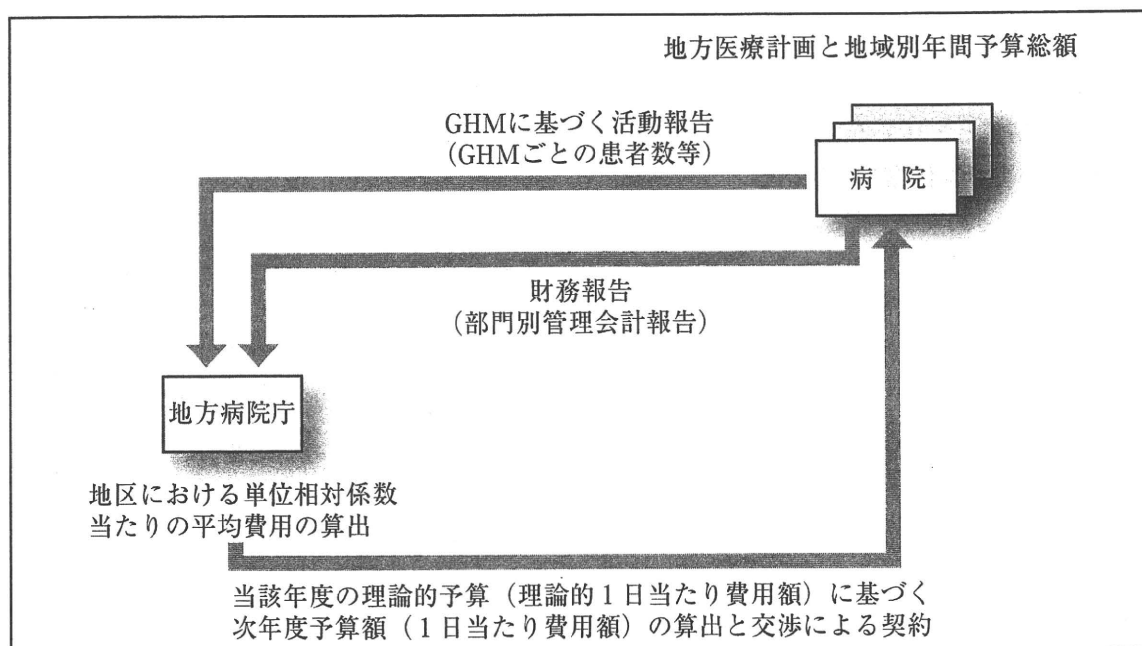 地方医療計画と地域別年間予算総額
GHMに基づく活動報告
（GHMごとの患者数等）
病　院
財務報告
（部門別管理会計報告）
地方病院庁
地区における単位相対係数
当たりの平均費用の算出
当該年度の理論的予算（理論的１日当たり費用額）に基づく
次年度予算額（１日当たり費用額）の算出と交渉による契約